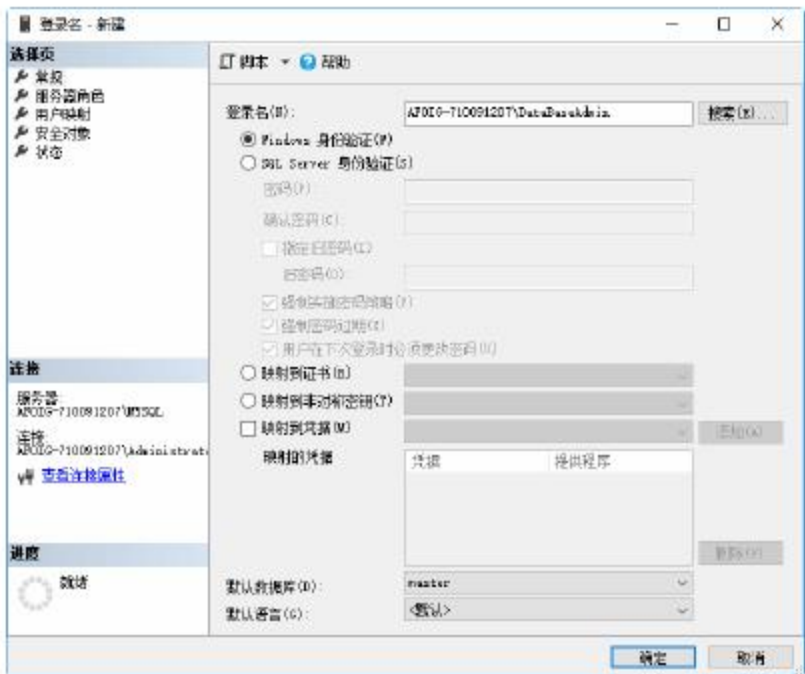 登录名 - 新建
选择页
常规
服务器角色
用户映射
安全对象
状态
脚本 帮助
登录名(N):
APOIG-710091207\DataBaseAdmin
搜索(E)...
Windows 身份验证(W)
SQL Server 身份验证(S)
密码(P)
确认密码(C)
指定旧密码(I)
旧密码(O)
强制实施密码策略(F)
强制密码过期(X)
用户在下次登录时必须更改密码(U)
映射到证书(R)
映射到非对称密钥(T)
映射到凭据(M)
添加(A)
映射的凭据
凭据 提供程序
删除(V)
默认数据库(D):
master
默认语言(G):
<默认>
连接
服务器:
APOIG-710091207\MYSQL
连接:
APOIG-710091207\Administrat
查看连接属性
进度
就绪
确定
取消